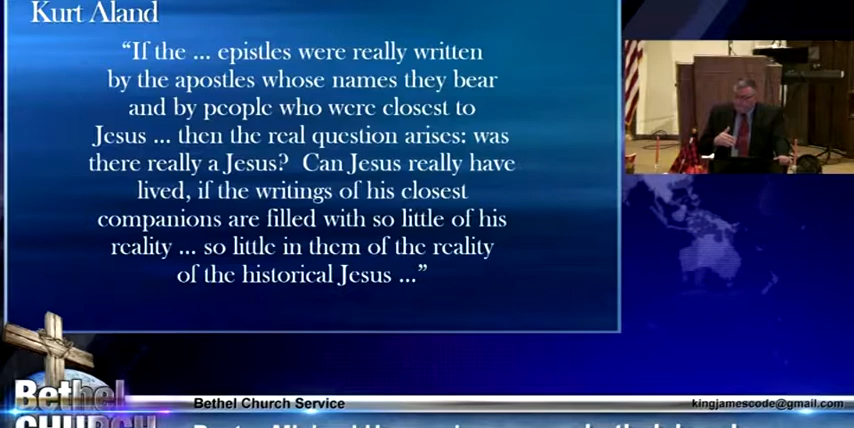 Kurt Aland
“If the ... epistles were really written
by the apostles whose names they bear
and by people who were closest to
Jesus ... then the real question arises: was
there really a Jesus? Can Jesus really have
lived, if the writings of his closest
companions are filled with so little of his
reality ... so little in them of the reality
of the historical Jesus ...”
Bethel
CHURCH
Bethel Church Service
kingjamescode@gmail.com